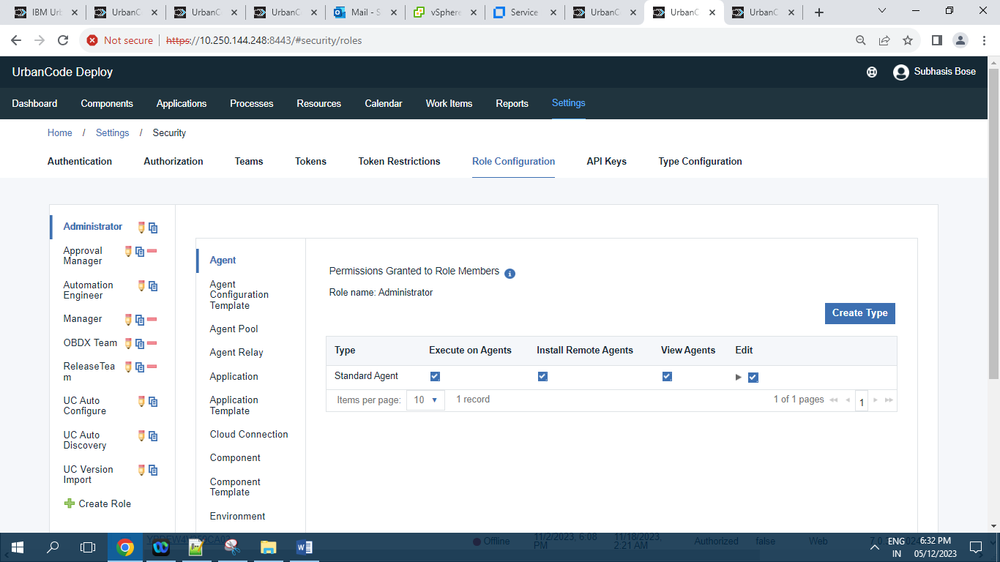 IBM Ur
UrbanC
UrbanC
UrbanC
Mail - S
vSphere
Service
UrbanC
UrbanC
UrbanC
Not secure
https://10.250.144.248:8443/#security/roles
UrbanCode Deploy
Subhasis Bose
Dashboard Components Applications Processes Resources Calendar Work Items Reports Settings
Home / Settings / Security
Authentication Authorization Teams Tokens Token Restrictions Role Configuration API Keys Type Configuration
Administrator
Approval
Manager
Automation
Engineer
Manager
OBDX Team
ReleaseTea
m
UC Auto
Configure
UC Auto
Discovery
UC Version
Import
Create Role
Agent
Agent
Configuration
Template
Agent Pool
Agent Relay
Application
Application
Template
Cloud Connection
Component
Component
Template
Environment
Permissions Granted to Role Members
Role name: Administrator
Create Type
Type Execute on Agents Install Remote Agents View Agents Edit
Standard Agent
Items per page: 10 1 record 1 of 1 pages 1
Offline
11/2/2023, 6:08
PM
11/18/2023,
2:21 AM
Authorized
false
Web
ENG
IN
6:32 PM
05/12/2023